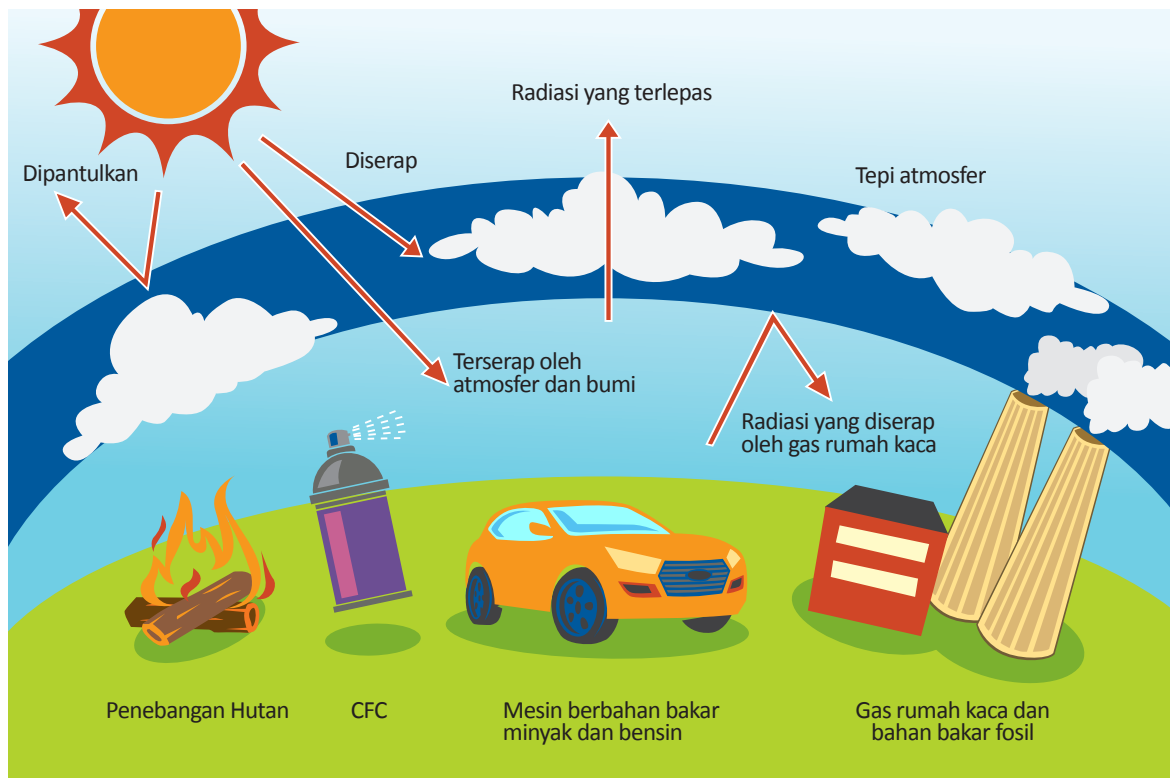 Radiasi yang terlepas
Dipantulkan
Diserap
Tepi atmosfer
Terserap oleh
atmosfer dan bumi
Radiasi yang diserap
oleh gas rumah kaca
Penebangan Hutan
CFC
Mesin berbahan bakar
minyak dan bensin
Gas rumah kaca dan
bahan bakar fosil